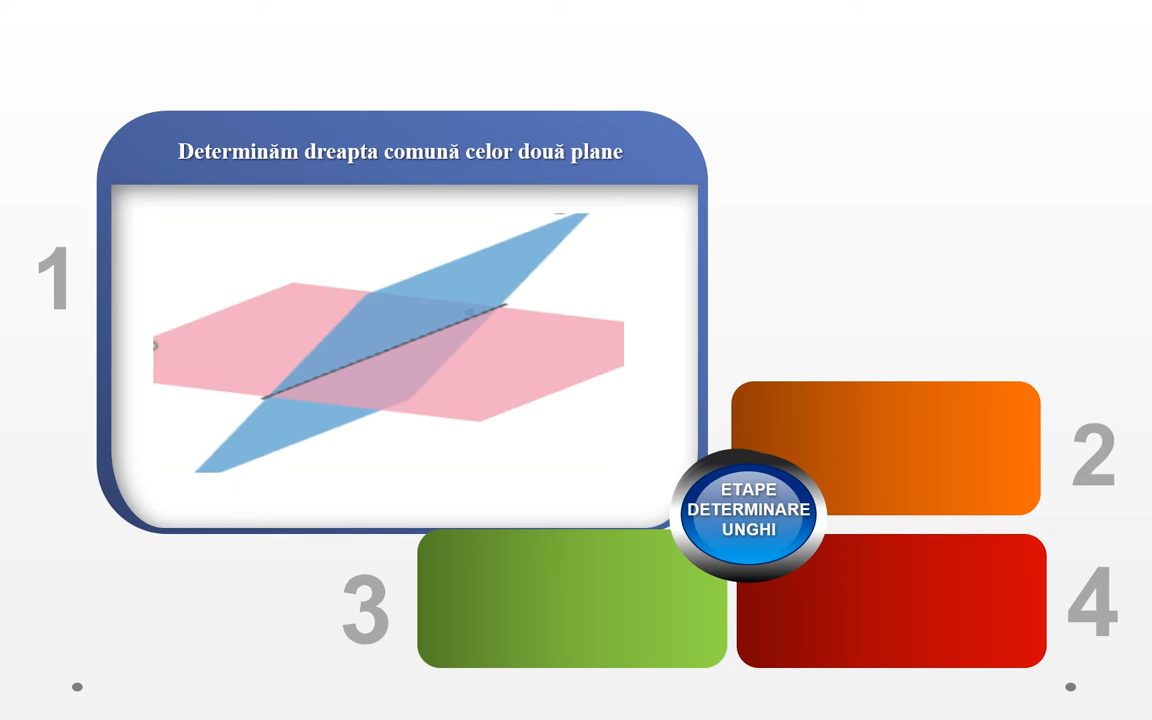 Determinăm dreapta comună celor două plane
1
2
ETAPE
DETERMINARE
UNGHI
3
4